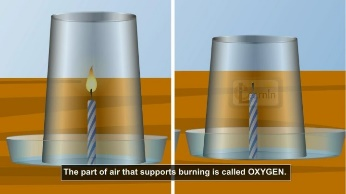 The part of air that supports burning is called OXYGEN.